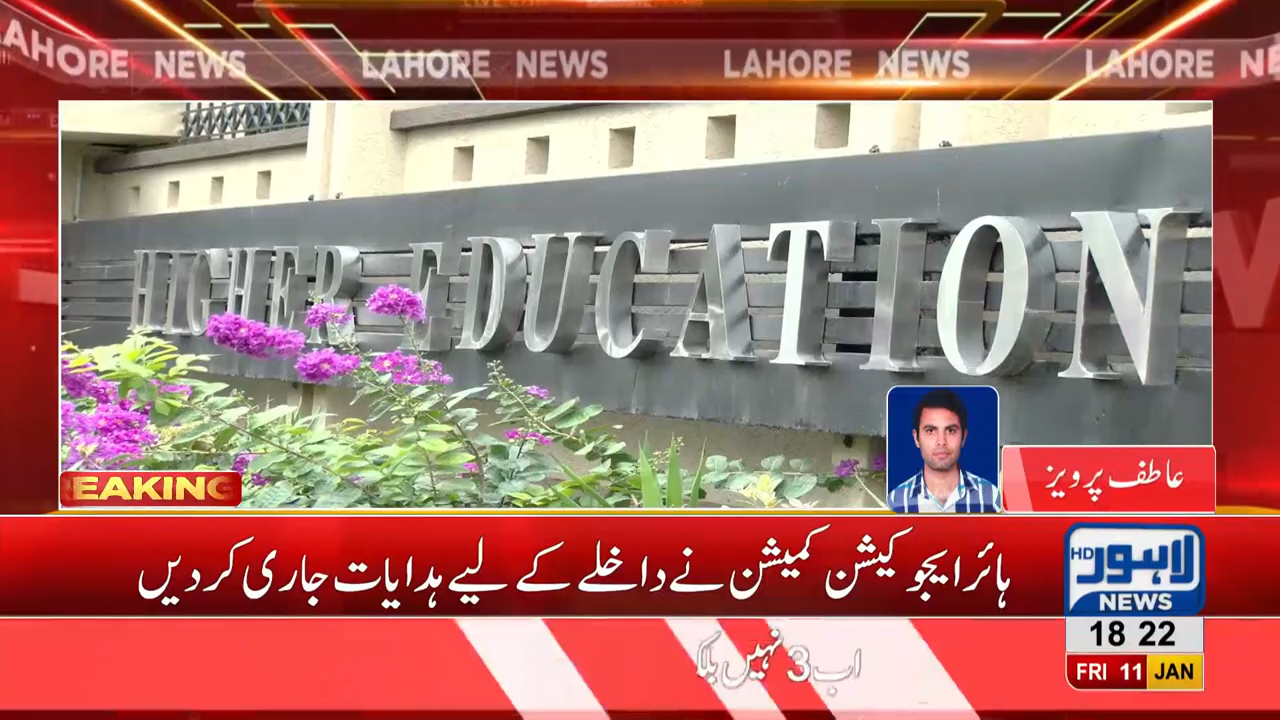 LAHORE NEWS LAHORE NEWS LAHORE NEWS LAHORE
HIGHER EDUCATION
عاطف پرویز
EAKING
ہائر ایجوکیشن کمیشن نے داخلے کے لیے ہدایات جاری کردیں
HD لاہور
NEWS
18 22
FRI 11 JAN
اب 3 نہیں بلکہ